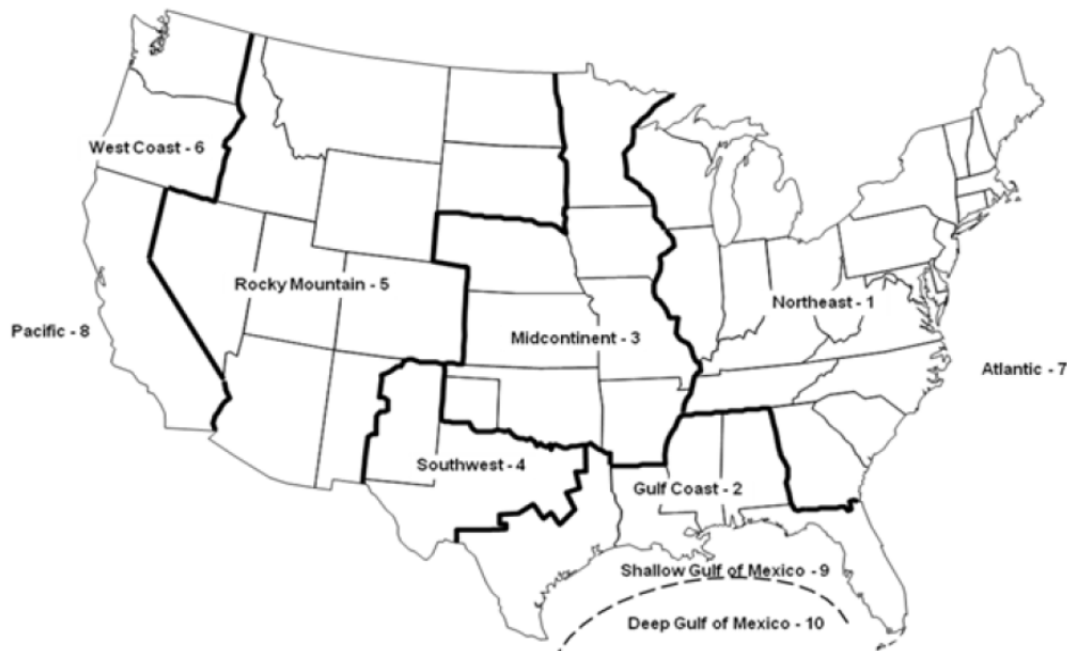 West Coast - 6
Rocky Mountain - 5
Northeast - 1
Pacific - 8
Midcontinent - 3
Atlantic - 7
Southwest - 4
Gulf Coast - 2
Shallow Gulf of Mexico - 9
Deep Gulf of Mexico - 10